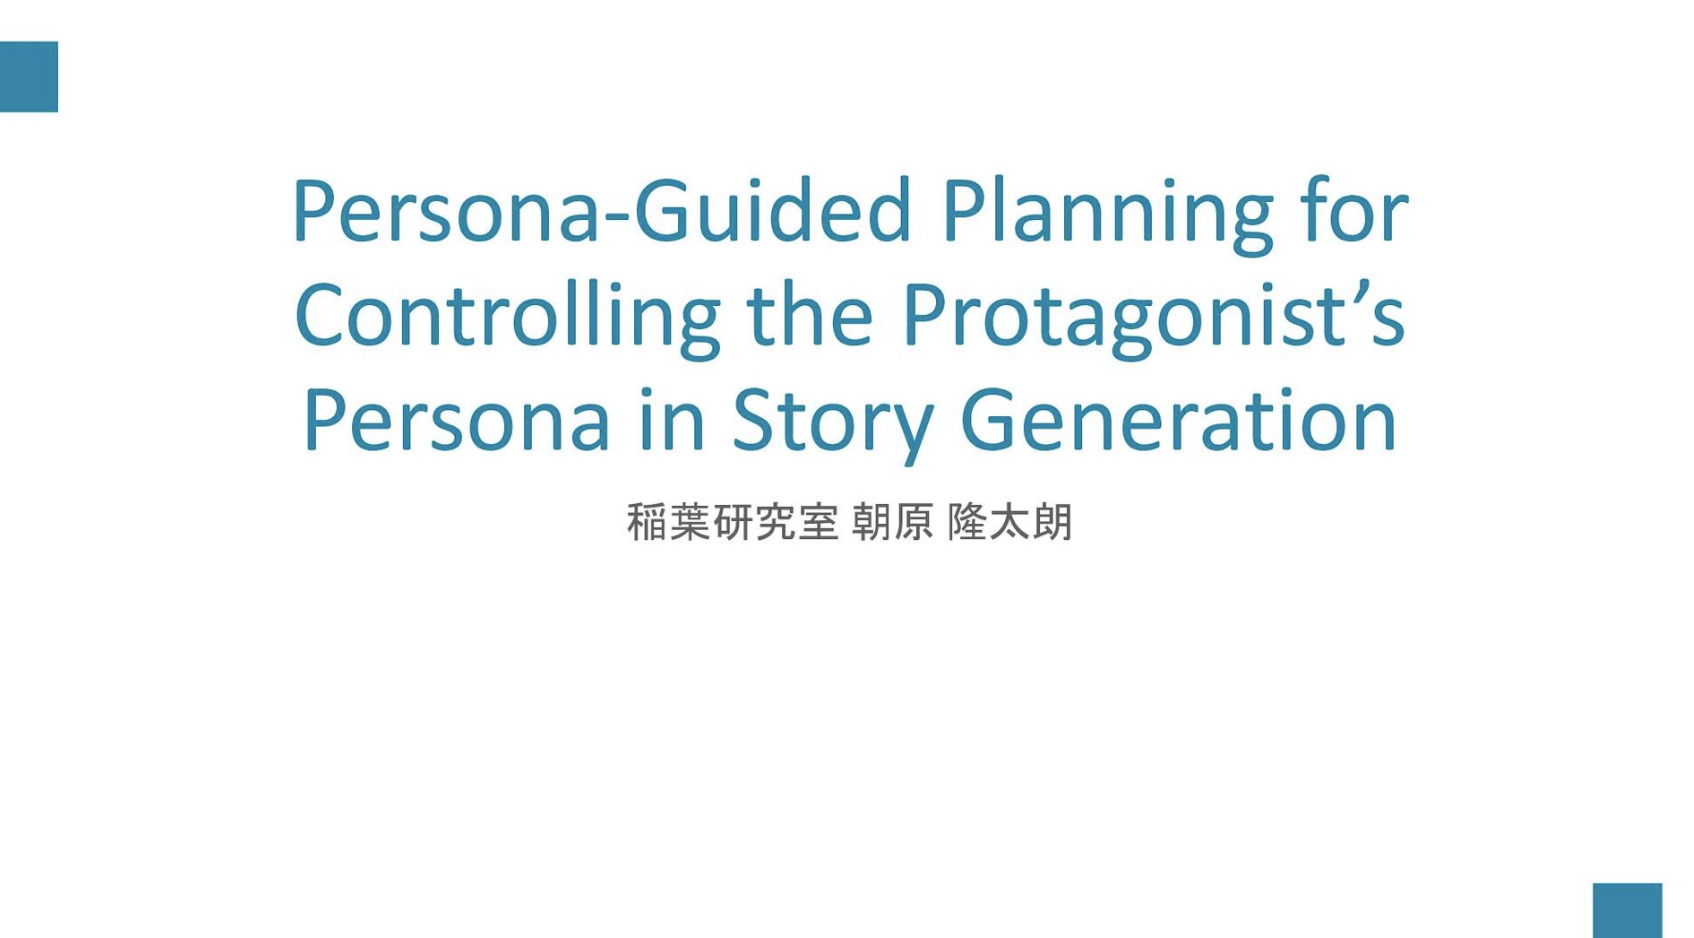 Persona-Guided Planning for
Controlling the Protagonist’s
Persona in Story Generation
稲葉研究室 朝原 隆太朗